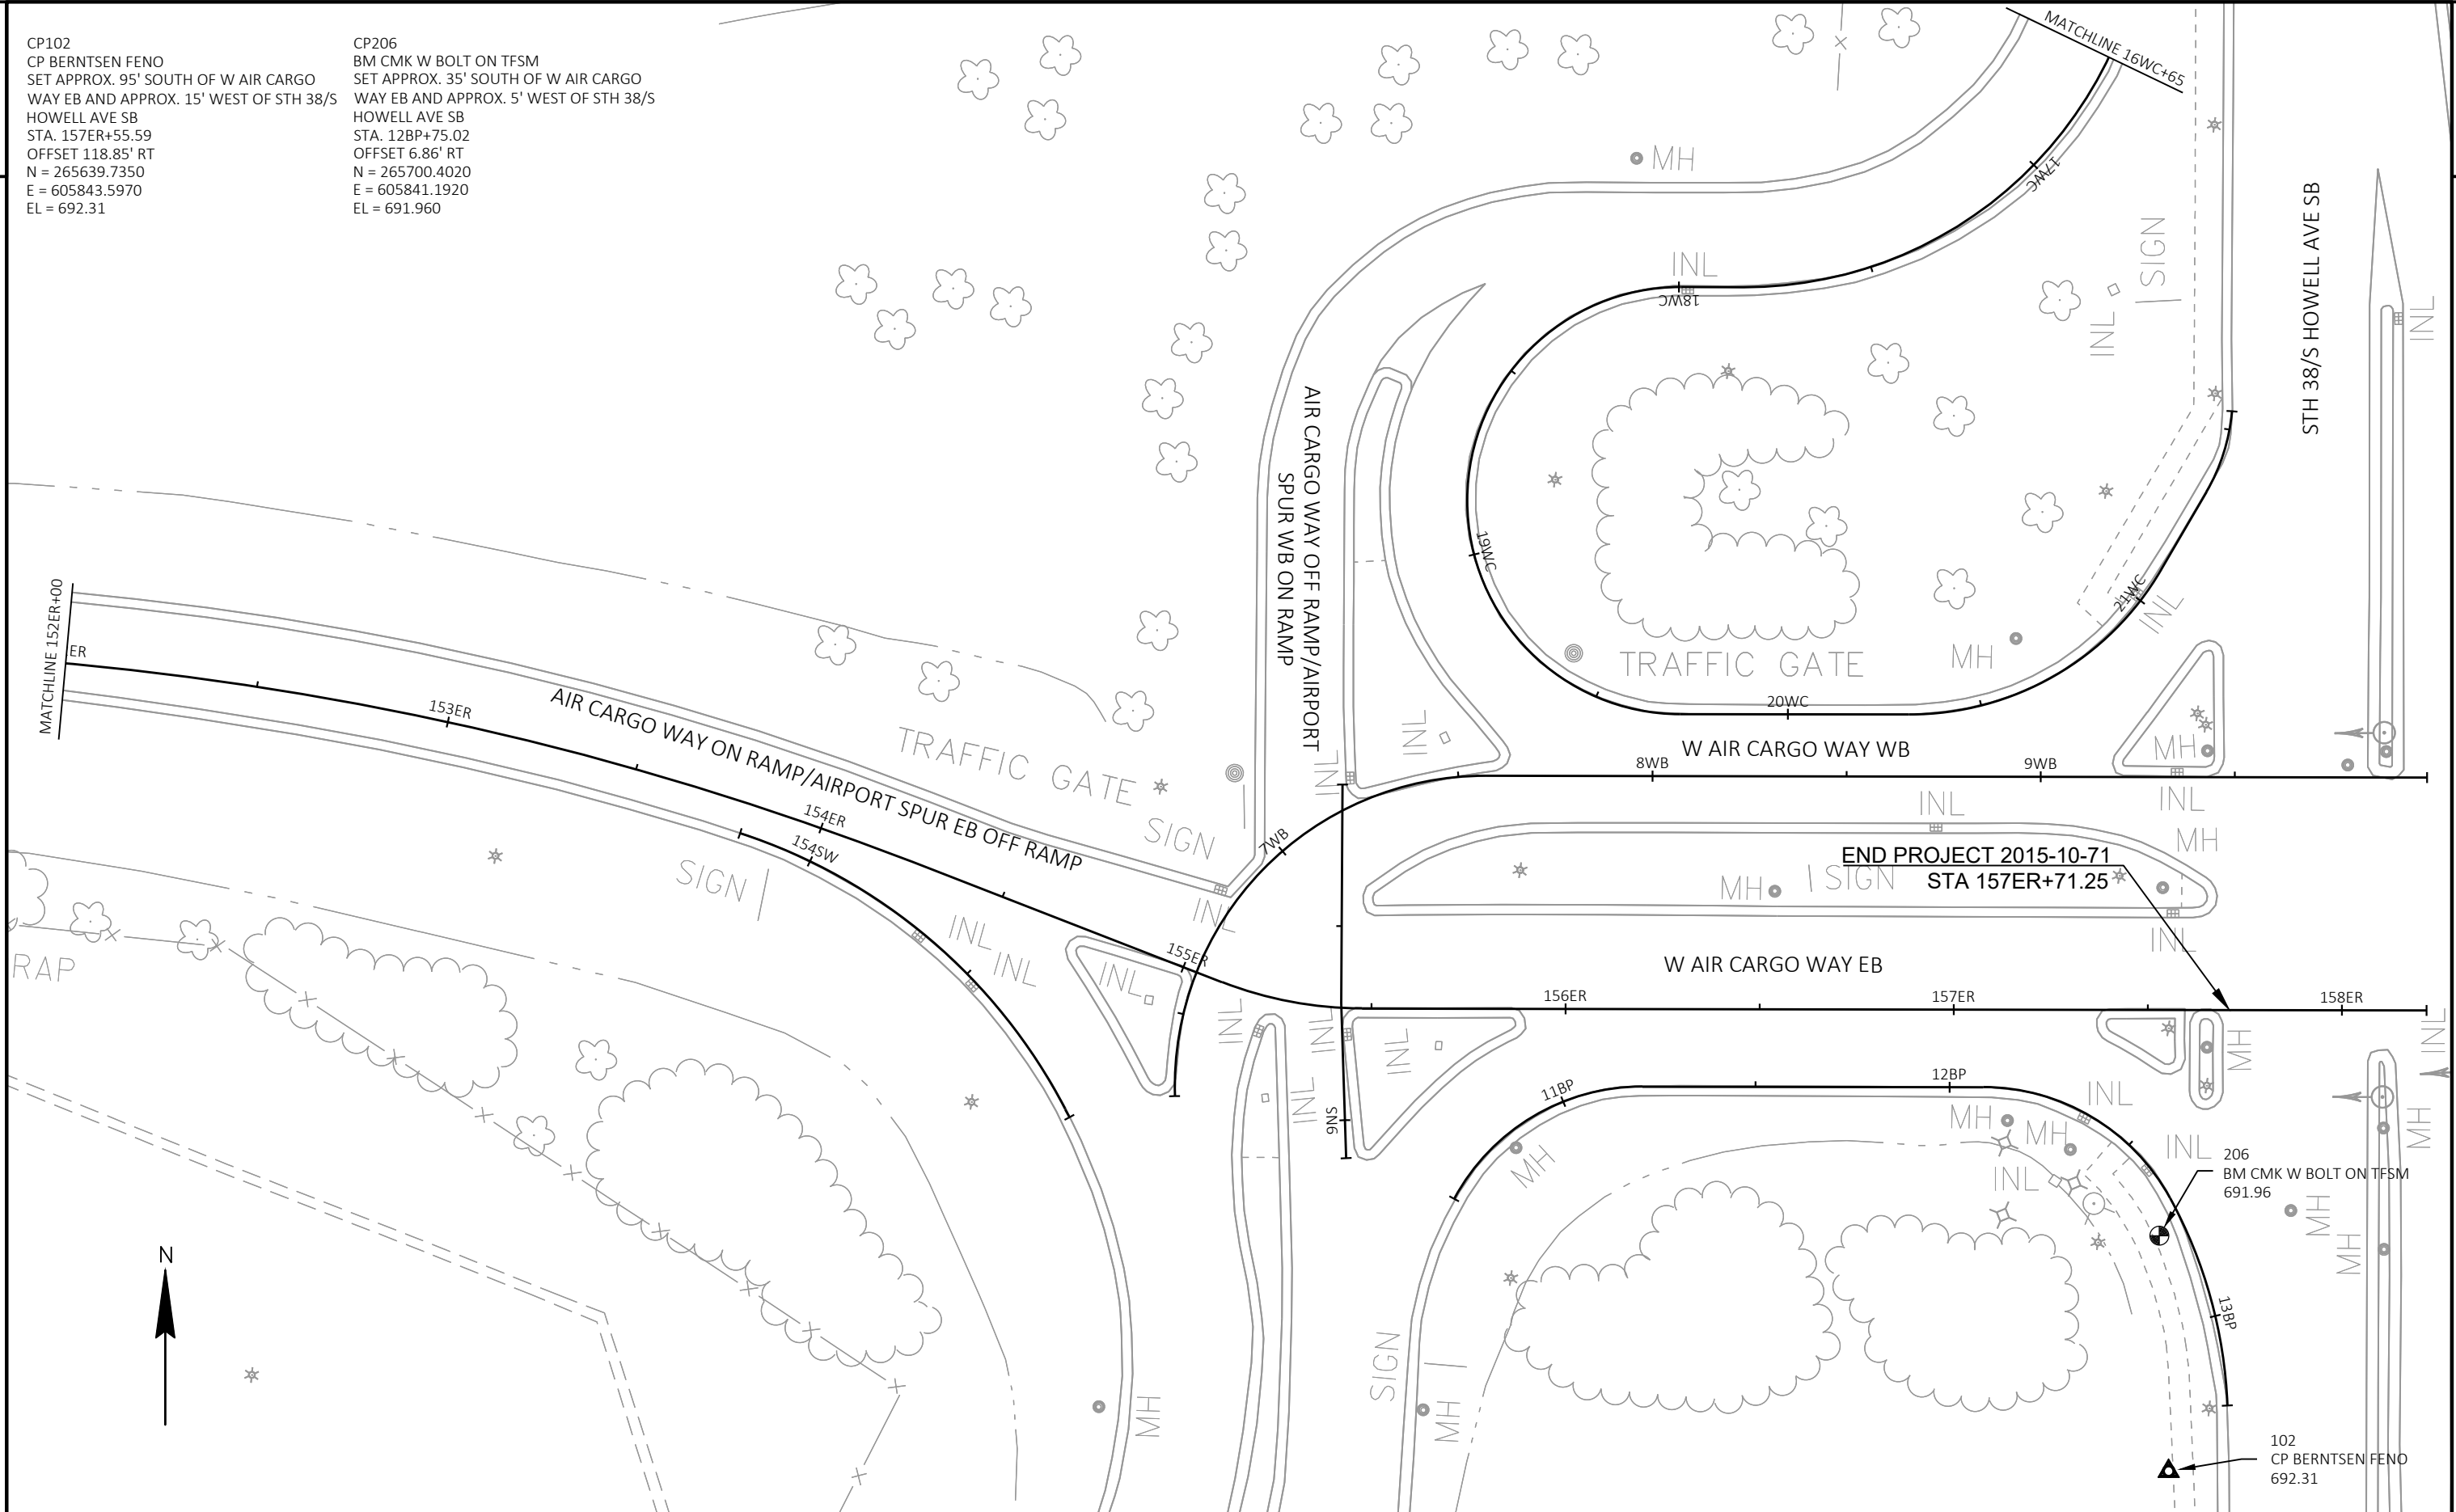 CP102
CP BERNTSEN FENO
SET APPROX. 95' SOUTH OF W AIR CARGO
WAY EB AND APPROX. 15' WEST OF STH 38/S
HOWELL AVE SB
STA. 157ER+55.59
OFFSET 118.85' RT
N = 265639.7350
E = 605843.5970
EL = 692.31
CP206
BM CMK W BOLT ON TFSM
SET APPROX. 35' SOUTH OF W AIR CARGO
WAY EB AND APPROX. 5' WEST OF STH 38/S
HOWELL AVE SB
STA. 12BP+75.02
OFFSET 6.86' RT
N = 265700.4020
E = 605841.1920
EL = 691.960
MATCHLINE 16WC+65
MH
17WC
INL
18WC
SIGN
INL
STH 38/S HOWELL AVE SB
INL
AIR CARGO WAY OFF RAMP/AIRPORT
SPUR WB ON RAMP
19WC
21WC
INL
MH
TRAFFIC GATE
20WC
MATCHLINE 152ER+00
ER
153ER
AIR CARGO WAY ON RAMP/AIRPORT SPUR EB OFF RAMP
TRAFFIC GATE
SIGN
INL
INL
W AIR CARGO WAY WB
MH
8WB
9WB
INL
INL
MH
154ER
154SW
7WB
SIGN
END PROJECT 2015-10-71
STA 157ER+71.25
MH
SIGN
INL
INL
INL
INL
155ER
W AIR CARGO WAY EB
RAP
INL
156ER
157ER
158ER
INL
INL
INL
INL
INL
MH
INL
11BP
12BP
INL
MH
MH
INL
MH
SN6
MH
INL
206
BM CMK W BOLT ON TFSM
691.96
MH
MH
N
13BP
SIGN
MH
MH
102
CP BERNTSEN FENO
692.31